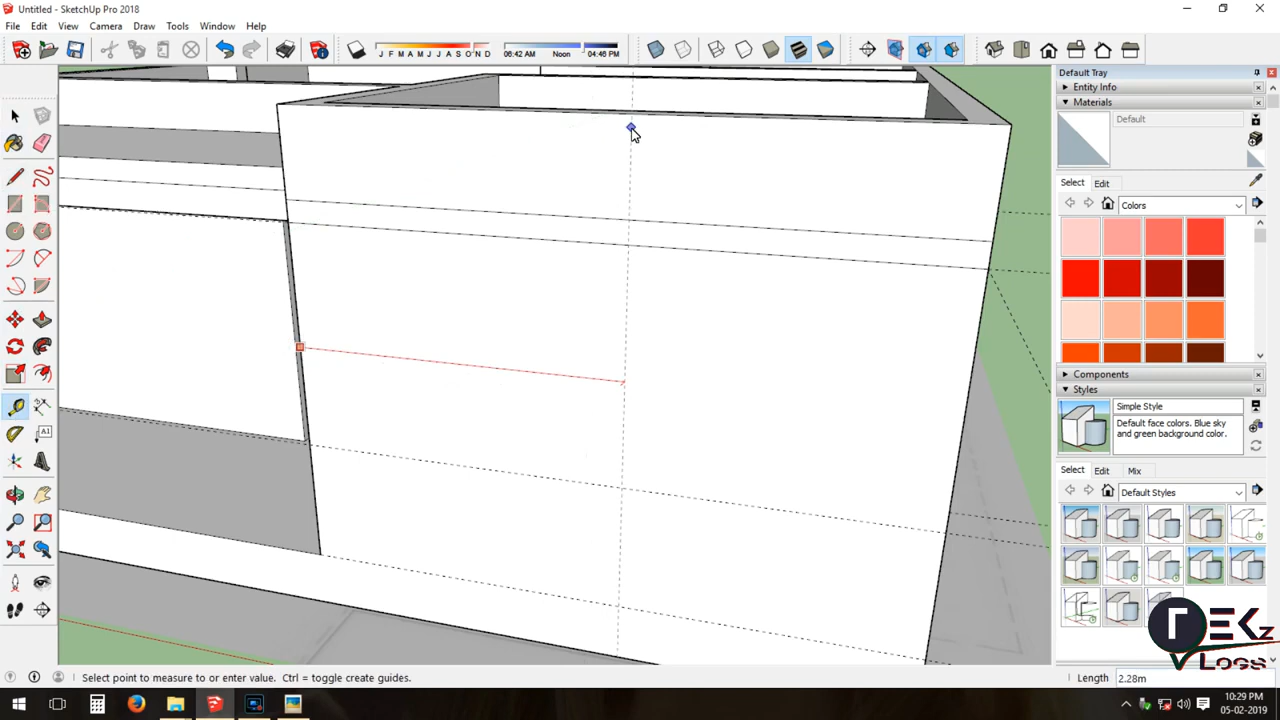 Untitled - SketchUp Pro 2018
File Edit View Camera Draw Tools Window Help
J F M A M J J A S O N D
06:42 AM Noon 04:46 PM
Default Tray
Entity Info
Materials
Default
Select Edit
Colors
Components
Styles
Simple Style
Default face colors. Blue sky and green background color.
Select Edit Mix
Default Styles
A1
TEKz
VLogs
Select point to measure to or enter value. Ctrl = toggle create guides.
Length 2.28m
10:29 PM
05-02-2019